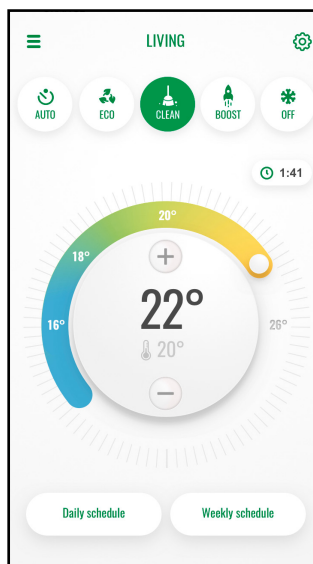 LIVING
AUTO
ECO
CLEAN
BOOST
OFF
1:41
20°
18°
16°
26°
22°
20°
Daily schedule
Weekly schedule